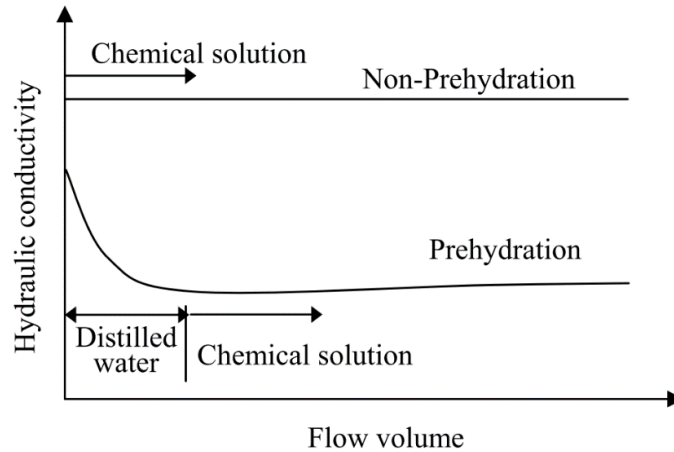 Chemical solution
Non-Prehydration
Hydraulic conductivity
Prehydration
Distilled
water
Chemical solution
Flow volume